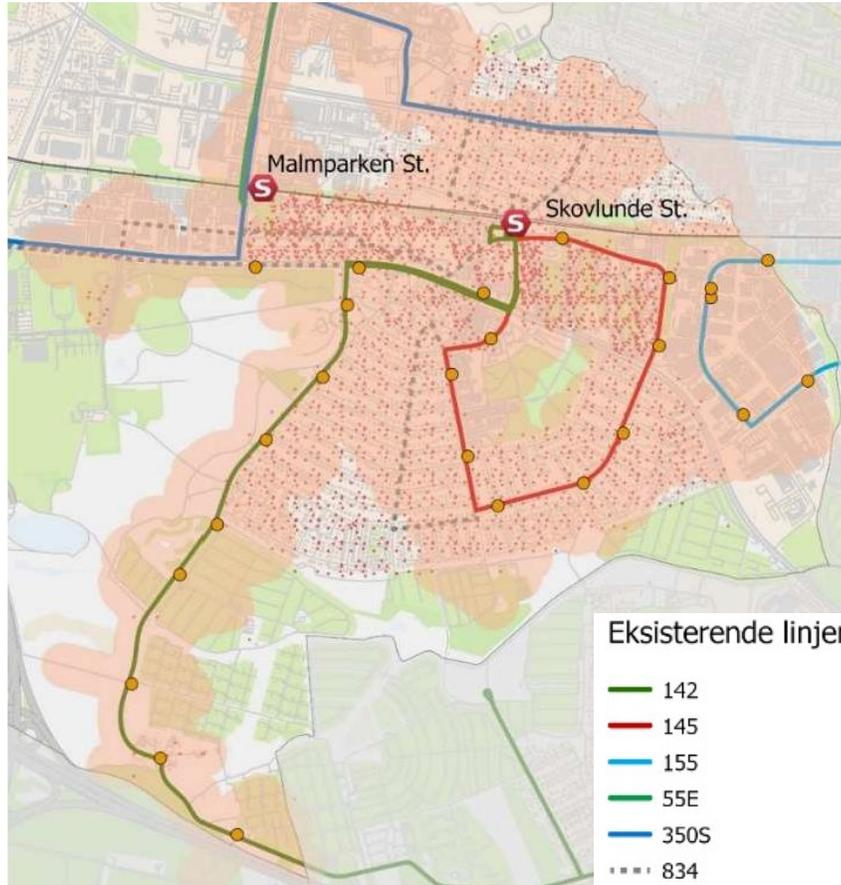 Malmparken St.
S
Skovlunde St.
S
Eksisterende linjer
142
145
155
55E
350S
834